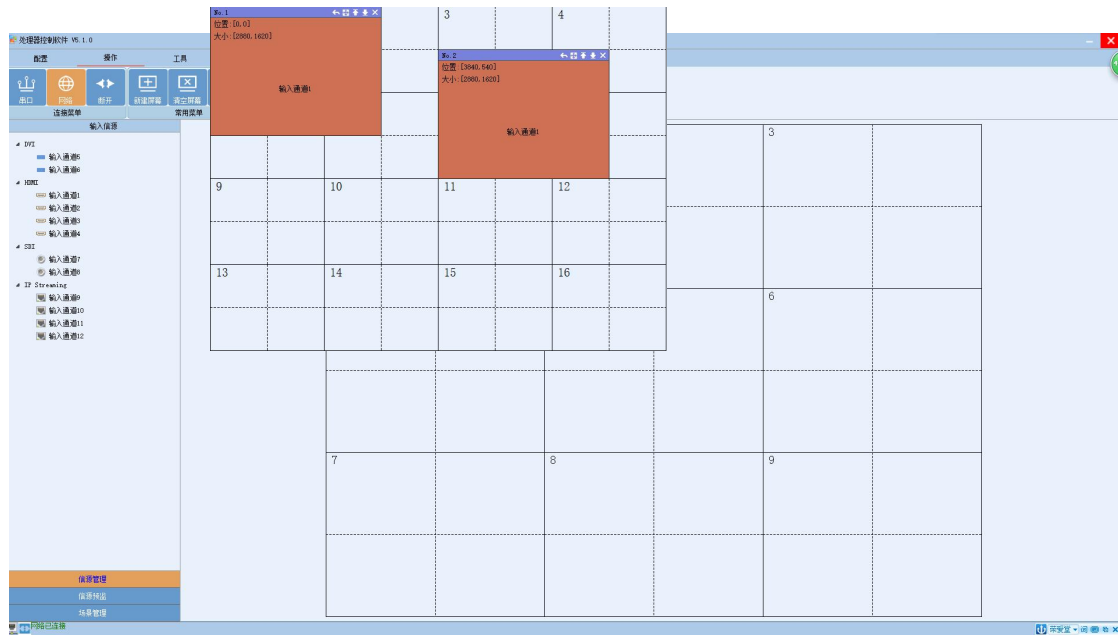 处理器控制软件 V5.1.0
配置 操作 工具
串口 网络 断开 新建屏幕 清空屏幕
连接菜单 常用菜单
输入信源
DVI
输入通道5
输入通道6
HDMI
输入通道1
输入通道2
输入通道3
输入通道4
SDI
输入通道7
输入通道8
IP Streaming
输入通道9
输入通道10
输入通道11
输入通道12
信源管理
信源预监
场景管理
网络已连接
No.1
位置:[0,0]
大小:[2880,1620]
输入通道1
3 4
No.2
位置:[3840,540]
大小:[2880,1620]
输入通道1
9 10 11 12
13 14 15 16
3
6
7 8 9